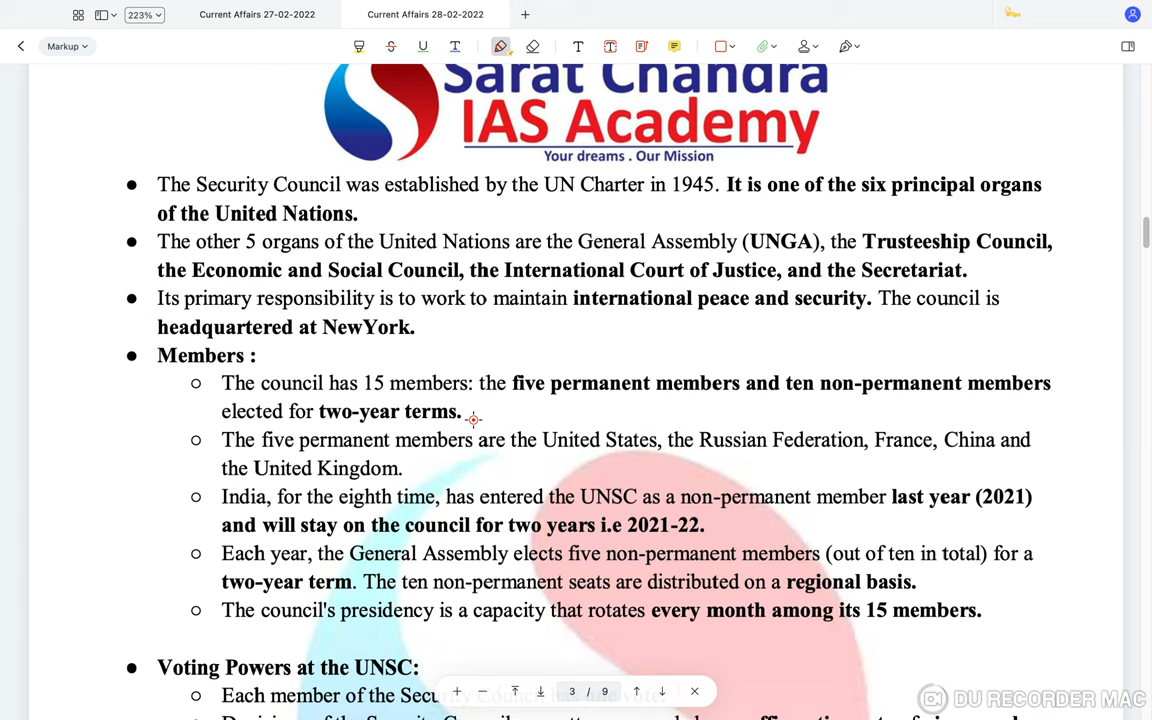 223%
Current Affairs 27-02-2022
Current Affairs 28-02-2022
Markup
Sarat Chandra
IAS Academy
Your dreams . Our Mission
● The Security Council was established by the UN Charter in 1945. It is one of the six principal organs
of the United Nations.
● The other 5 organs of the United Nations are the General Assembly (UNGA), the Trusteeship Council,
the Economic and Social Council, the International Court of Justice, and the Secretariat.
● Its primary responsibility is to work to maintain international peace and security. The council is
headquartered at NewYork.
● Members :
○ The council has 15 members: the five permanent members and ten non-permanent members
elected for two-year terms.
○ The five permanent members are the United States, the Russian Federation, France, China and
the United Kingdom.
○ India, for the eighth time, has entered the UNSC as a non-permanent member last year (2021)
and will stay on the council for two years i.e 2021-22.
○ Each year, the General Assembly elects five non-permanent members (out of ten in total) for a
two-year term. The ten non-permanent seats are distributed on a regional basis.
○ The council's presidency is a capacity that rotates every month among its 15 members.
● Voting Powers at the UNSC:
○ Each member of the Security Council has one vote.
3 / 9
DU RECORDER MAC